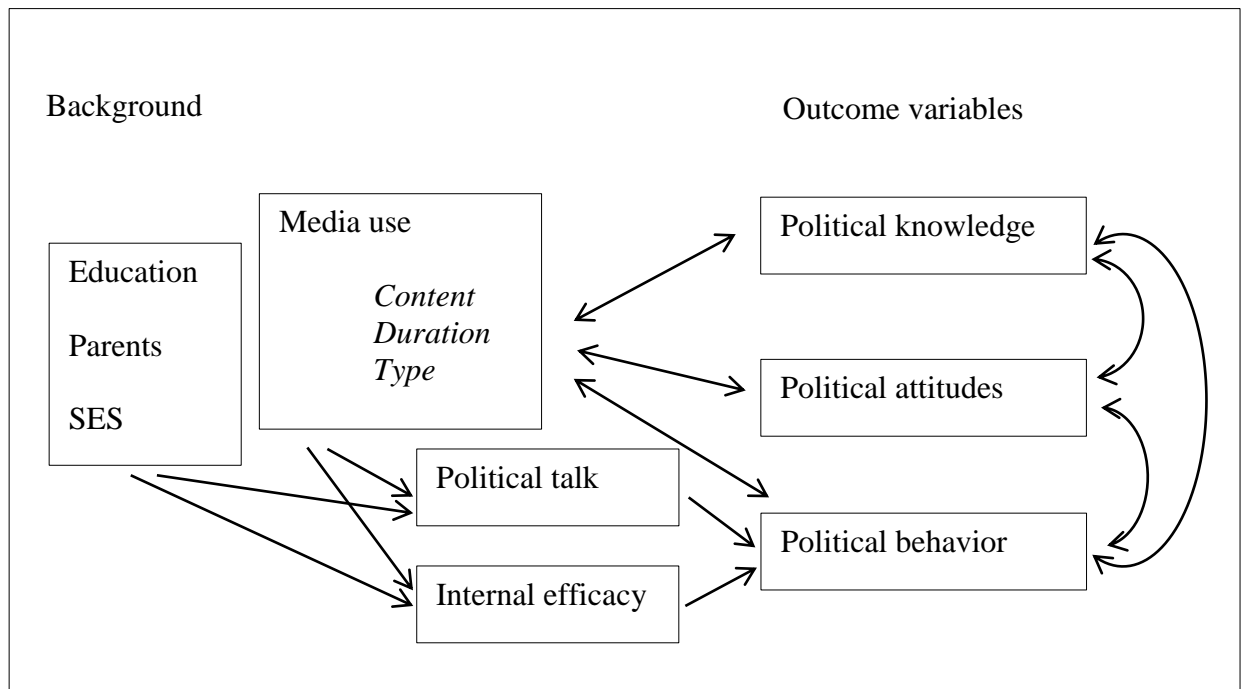 Background
Outcome variables
Education
Parents
SES
Media use
Content
Duration
Type
Political talk
Internal efficacy
Political knowledge
Political attitudes
Political behavior